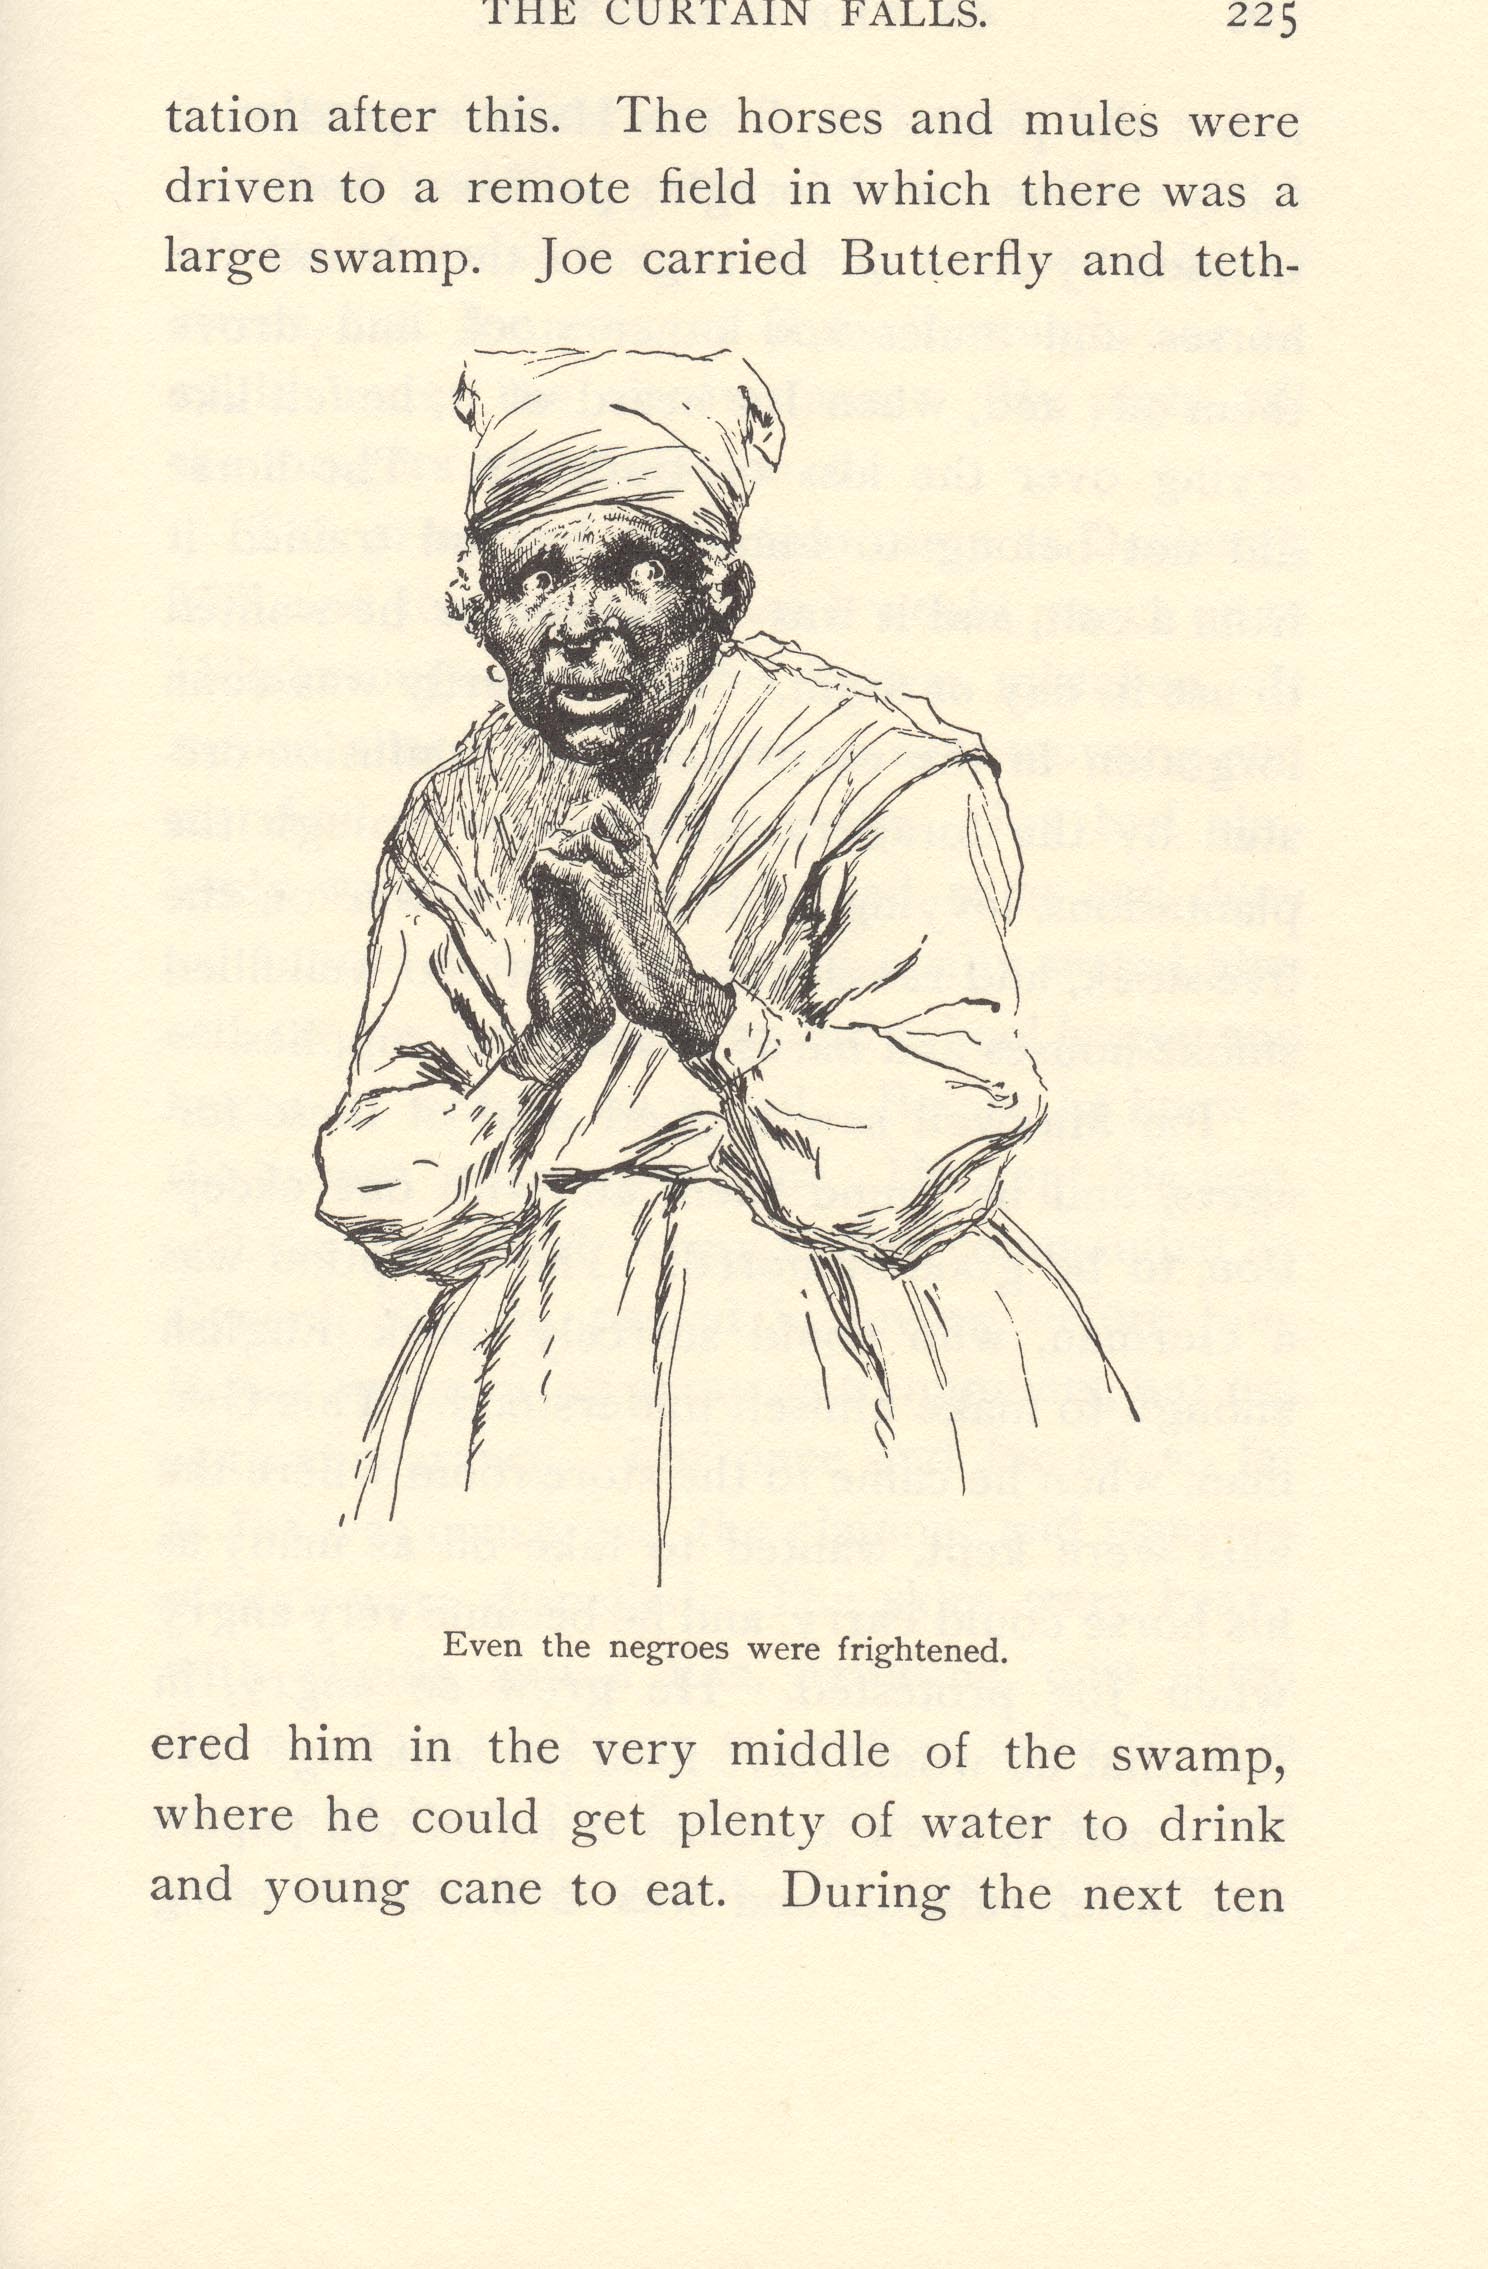 THE CURTAIN FALLS. 225
tation after this. The horses and mules were
driven to a remote field in which there was a
large swamp. Joe carried Butterfly and teth-
Even the negroes were frightened.
ered him in the very middle of the swamp,
where he could get plenty of water to drink
and young cane to eat. During the next ten